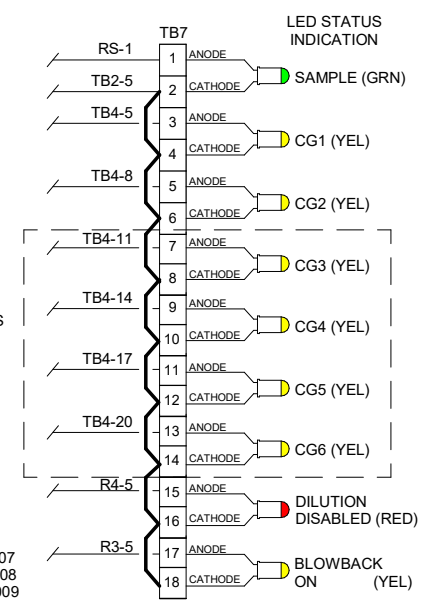 LED STATUS
INDICATION
TB7
RS-1 1 ANODE
SAMPLE (GRN)
TB2-5 2 CATHODE
TB4-5 3 ANODE
CG1 (YEL)
4 CATHODE
TB4-8 5 ANODE
CG2 (YEL)
6 CATHODE
TB4-11 7 ANODE
CG3 (YEL)
8 CATHODE
TB4-14 9 ANODE
S
CG4 (YEL)
10 CATHODE
TB4-17 11 ANODE
CG5 (YEL)
12 CATHODE
TB4-20 13 ANODE
CG6 (YEL)
14 CATHODE
R4-5 15 ANODE
DILUTION
16 CATHODE DISABLED (RED)
R3-5 17 ANODE
07
BLOWBACK
08
18 CATHODE ON (YEL)
009